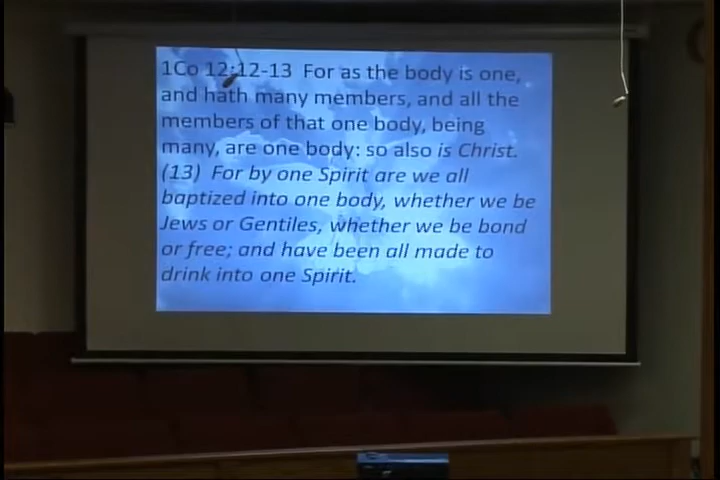 1Co 12:12-13 For as the body is one,
and hath many members, and all the
members of that one body, being
many, are one body: so also is Christ.
(13) For by one Spirit are we all
baptized into one body, whether we be
Jews or Gentiles, whether we be bond
or free; and have been all made to
drink into one Spirit.